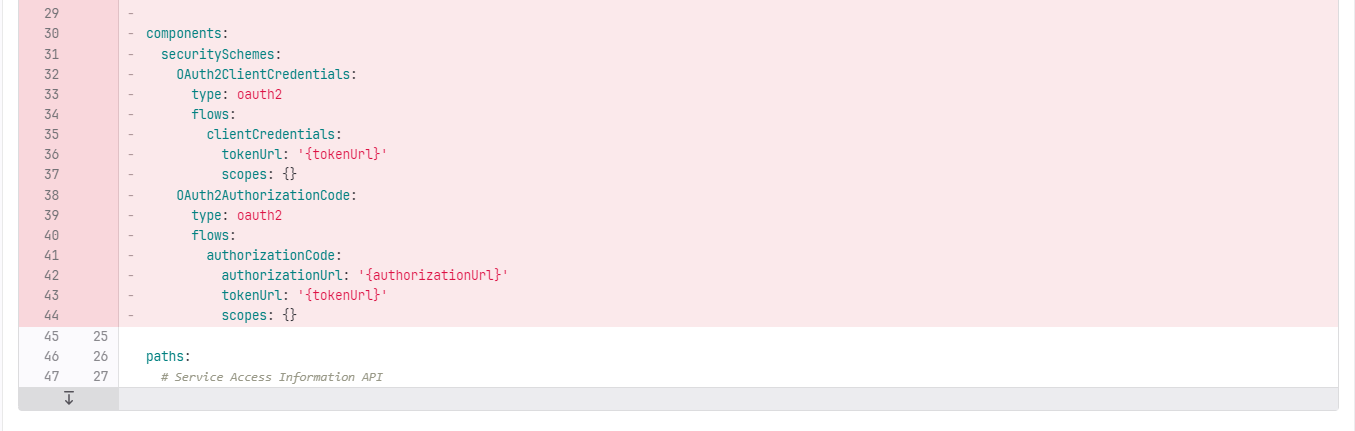 29 -
30 - components:
31 -   securitySchemes:
32 -     OAuth2ClientCredentials:
33 -       type: oauth2
34 -       flows:
35 -         clientCredentials:
36 -           tokenUrl: '{tokenUrl}'
37 -           scopes: {}
38 -     OAuth2AuthorizationCode:
39 -       type: oauth2
40 -       flows:
41 -         authorizationCode:
42 -           authorizationUrl: '{authorizationUrl}'
43 -           tokenUrl: '{tokenUrl}'
44 -           scopes: {}
45 25
46 26 paths:
47 27   # Service Access Information API